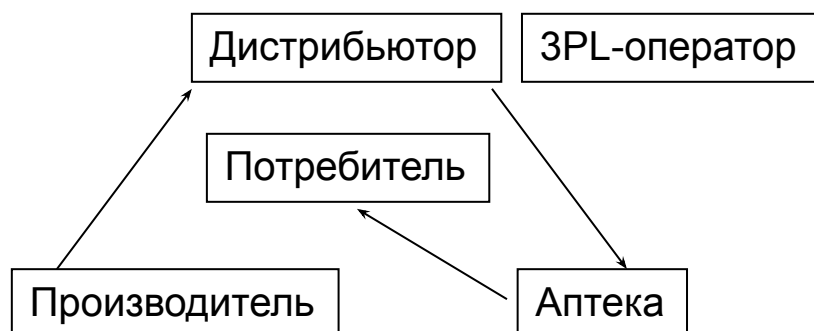 Дистрибьютор
3PL-оператор
Потребитель
Производитель
Аптека